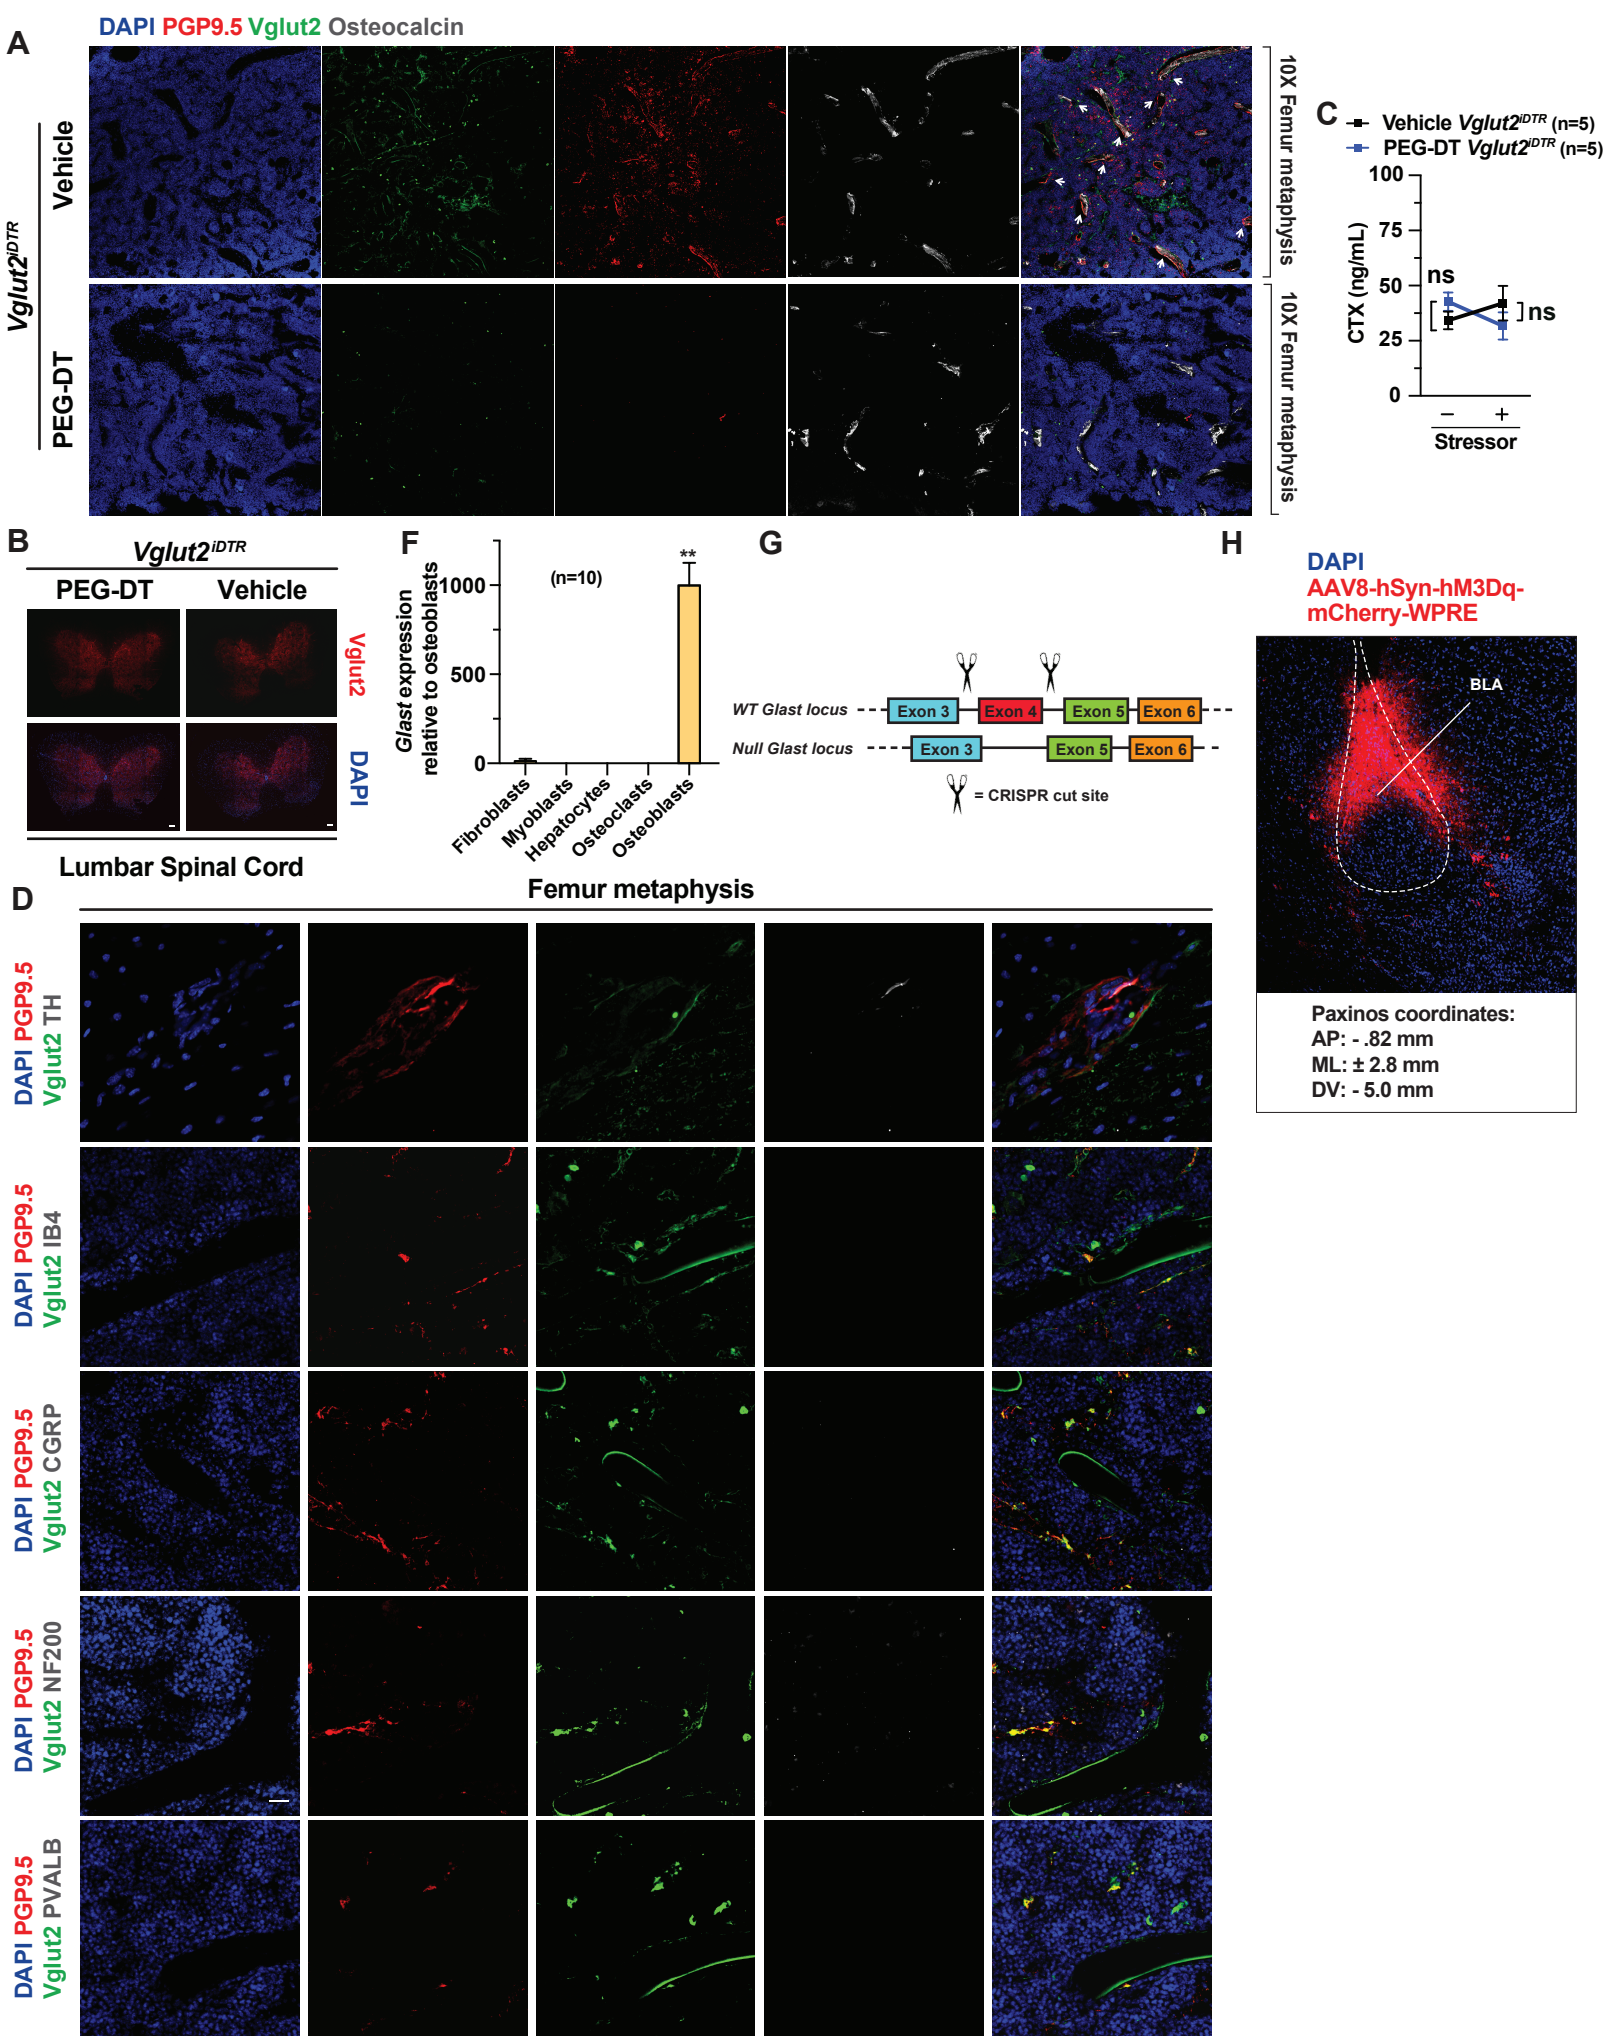 DAPI PGP9.5 Vglut2 Osteocalcin
A
Vglut2iDTR
Vehicle
PEG-DT
10X Femur metaphysis
10X Femur metaphysis
C
Vehicle Vglut2iDTR (n=5)
PEG-DT Vglut2iDTR (n=5)
CTX (ng/mL)
100
75
50
25
0
ns
ns
− +
Stressor
B
Vglut2iDTR
PEG-DT Vehicle
Vglut2
DAPI
Lumbar Spinal Cord
F
Glast expression
relative to osteoblasts
(n=10)
**
1000
500
0
Fibroblasts
Myoblasts
Hepatocytes
Osteoclasts
Osteoblasts
G
WT Glast locus Exon 3 Exon 4 Exon 5 Exon 6
Null Glast locus Exon 3 Exon 5 Exon 6
= CRISPR cut site
H
DAPI
AAV8-hSyn-hM3Dq-
mCherry-WPRE
BLA
Paxinos coordinates:
AP: - .82 mm
ML: ± 2.8 mm
DV: - 5.0 mm
D
Femur metaphysis
DAPI PGP9.5
Vglut2 TH
DAPI PGP9.5
Vglut2 IB4
DAPI PGP9.5
Vglut2 CGRP
DAPI PGP9.5
Vglut2 NF200
DAPI PGP9.5
Vglut2 PVALB